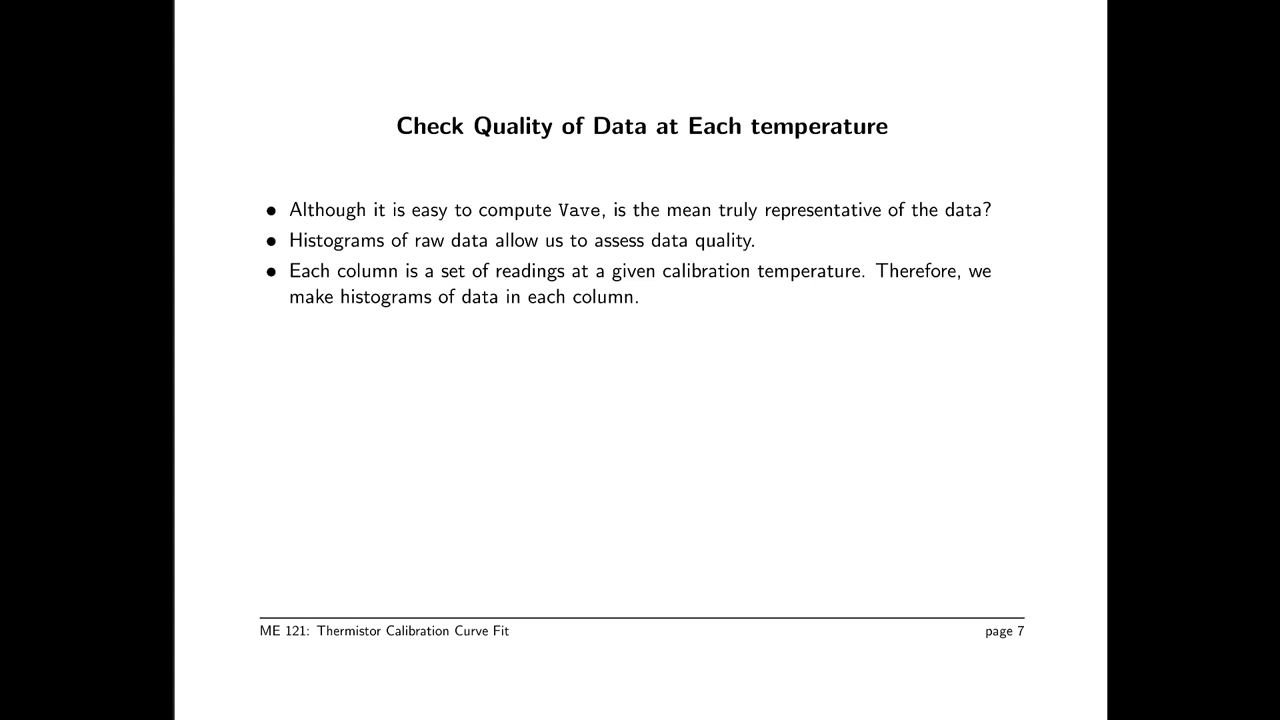 Check Quality of Data at Each temperature
● Although it is easy to compute Vave, is the mean truly representative of the data?
● Histograms of raw data allow us to assess data quality.
● Each column is a set of readings at a given calibration temperature. Therefore, we
make histograms of data in each column.
ME 121: Thermistor Calibration Curve Fit
page 7